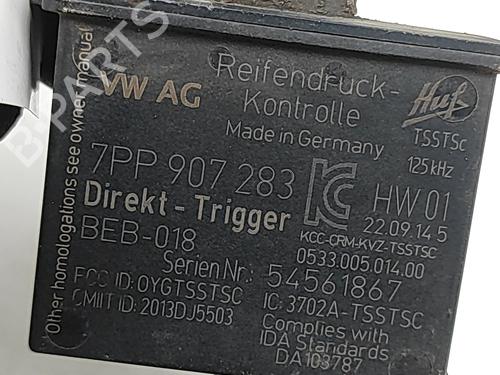 Other homologations see owner manual
VW AG
Reifendruck-
Kontrolle
Made in Germany
Huf
TSSTSc
125 kHz
7PP 907 283
Direkt - Trigger
BEB-018
HW 01
22.09.14 5
KCC-CRM-KVZ-TSSTSC
0533.005.014.00
Serien Nr.: 54561867
FCC ID: OYGTSSTSC
IC: 3702A-TSSTSC
CMIIT ID: 2013DJ5503
Complies with
IDA Standards
DA103787
B-PARTS